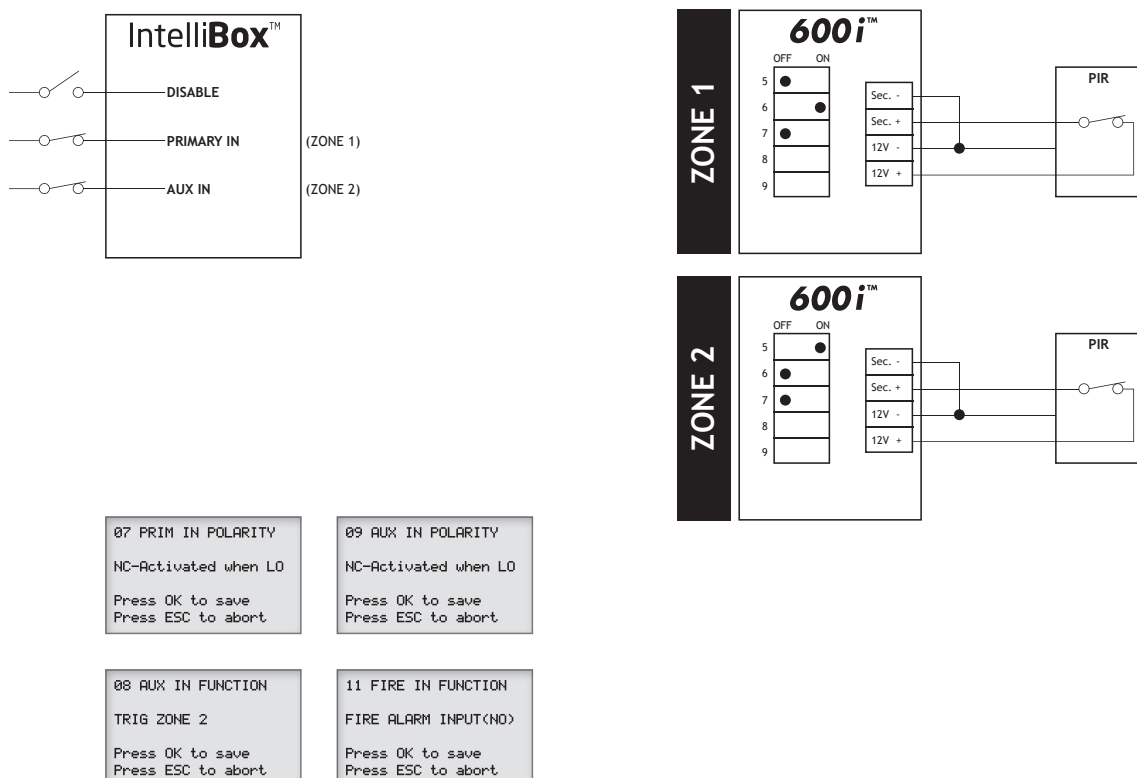 IntelliBox™
DISABLE
PRIMARY IN
(ZONE 1)
AUX IN
(ZONE 2)
ZONE 1
600i™
OFF ON
5
6
7
8
9
Sec. -
Sec. +
12V -
12V +
PIR
ZONE 2
600i™
OFF ON
5
6
7
8
9
Sec. -
Sec. +
12V -
12V +
PIR
07 PRIM IN POLARITY
NC-Activated when LO
Press OK to save
Press ESC to abort
09 AUX IN POLARITY
NC-Activated when LO
Press OK to save
Press ESC to abort
08 AUX IN FUNCTION
TRIG ZONE 2
Press OK to save
Press ESC to abort
11 FIRE IN FUNCTION
FIRE ALARM INPUT(NO)
Press OK to save
Press ESC to abort